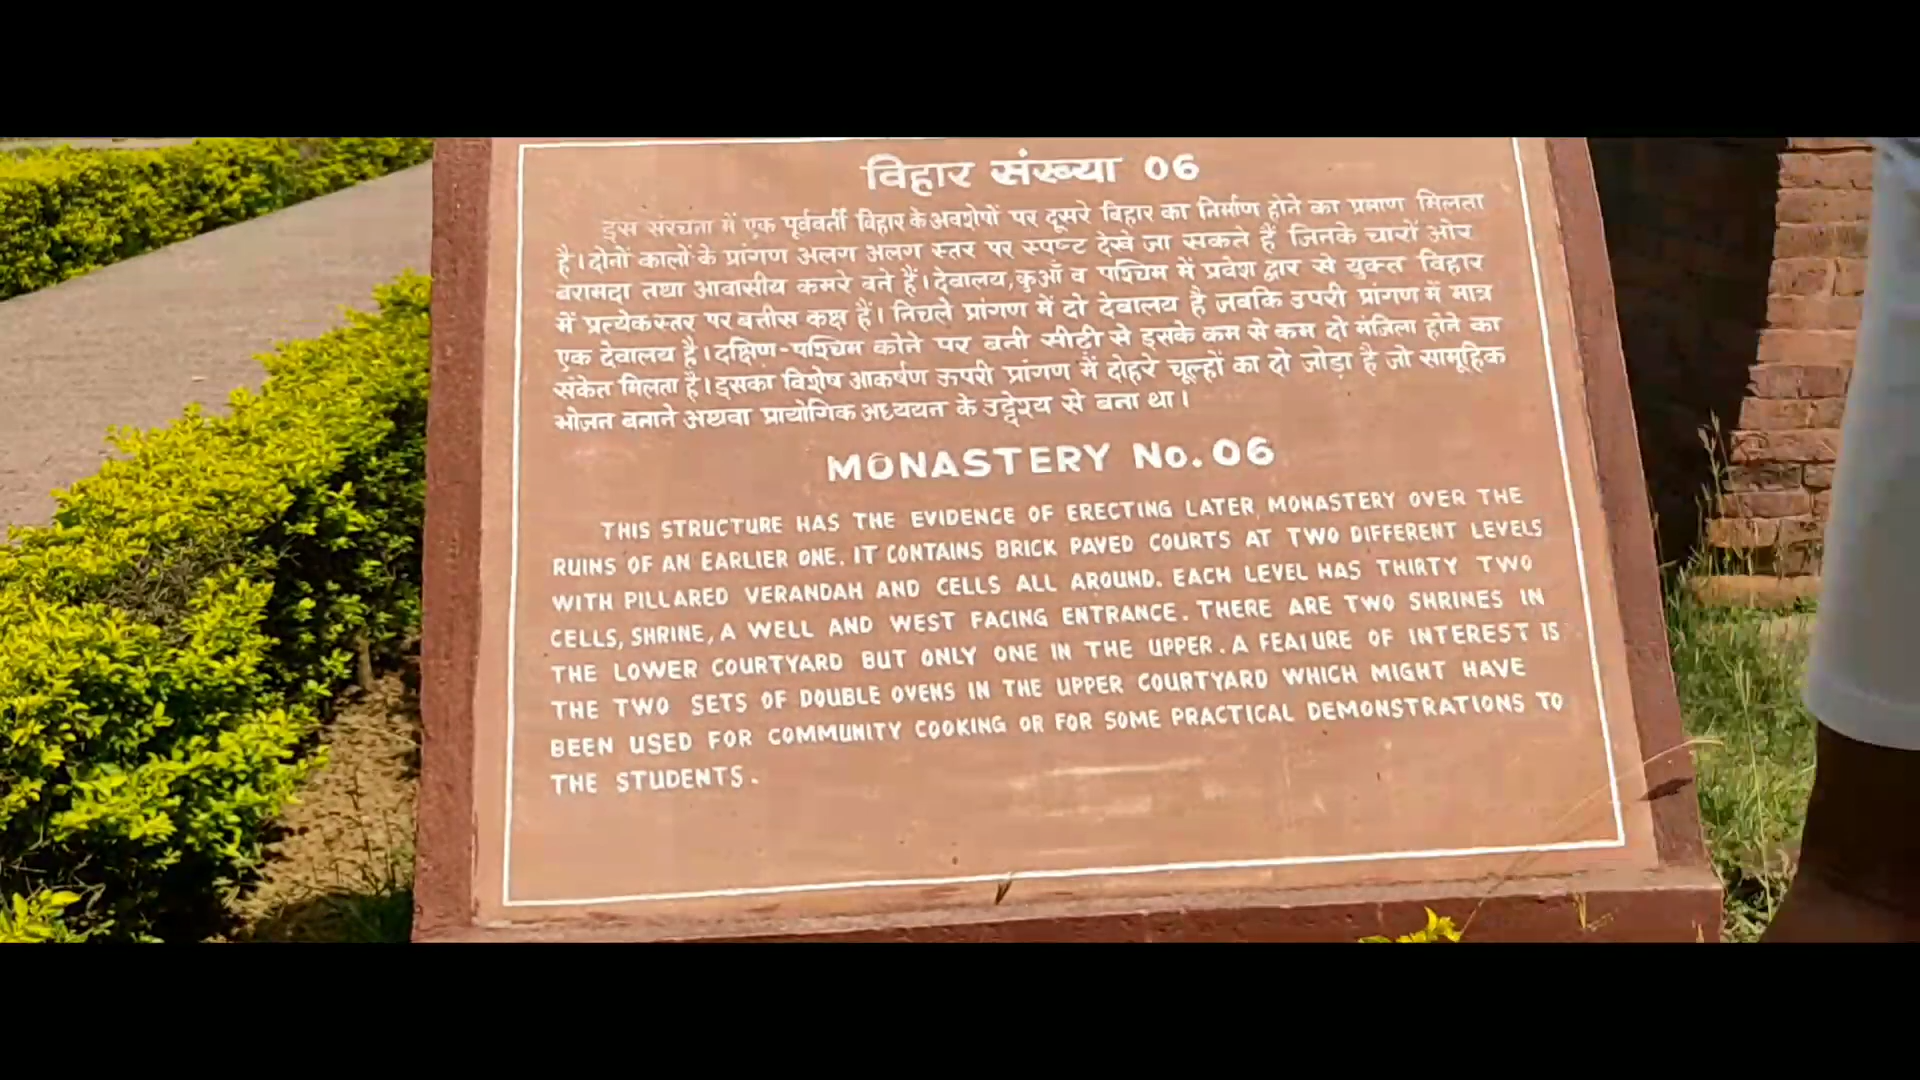 विहार संख्या 06
इस संरचना में एक पूर्ववर्ती विहार के अवशेषों पर दूसरे विहार का निर्माण होने का प्रमाण मिलता
है। दोनों कालों के प्रांगण अलग अलग स्तर पर स्पष्ट देखे जा सकते हैं जिनके चारों ओर
बरामदा तथा आवासीय कमरे बने हैं। देवालय, कुआँ व पश्चिम में प्रवेश द्वार से युक्त विहार
में प्रत्येक स्तर पर बत्तीस कक्ष हैं। निचले प्रांगण में दो देवालय है जबकि उपरी प्रांगण में मात्र
एक देवालय है। दक्षिण-पश्चिम कोने पर बनी सीढ़ी से इसके कम से कम दो मंजिला होने का
संकेत मिलता है। इसका विशेष आकर्षण ऊपरी प्रांगण में दोहरे चूल्हों का दो जोड़ा है जो सामूहिक
भोजन बनाने अथवा प्रायोगिक अध्ययन के उद्देश्य से बना था।
MONASTERY No. 06
THIS STRUCTURE HAS THE EVIDENCE OF ERECTING LATER MONASTERY OVER THE
RUINS OF AN EARLIER ONE. IT CONTAINS BRICK PAVED COURTS AT TWO DIFFERENT LEVELS
WITH PILLARED VERANDAH AND CELLS ALL AROUND. EACH LEVEL HAS THIRTY TWO
CELLS, SHRINE, A WELL AND WEST FACING ENTRANCE. THERE ARE TWO SHRINES IN
THE LOWER COURTYARD BUT ONLY ONE IN THE UPPER. A FEATURE OF INTEREST IS
THE TWO SETS OF DOUBLE OVENS IN THE UPPER COURTYARD WHICH MIGHT HAVE
BEEN USED FOR COMMUNITY COOKING OR FOR SOME PRACTICAL DEMONSTRATIONS TO
THE STUDENTS.